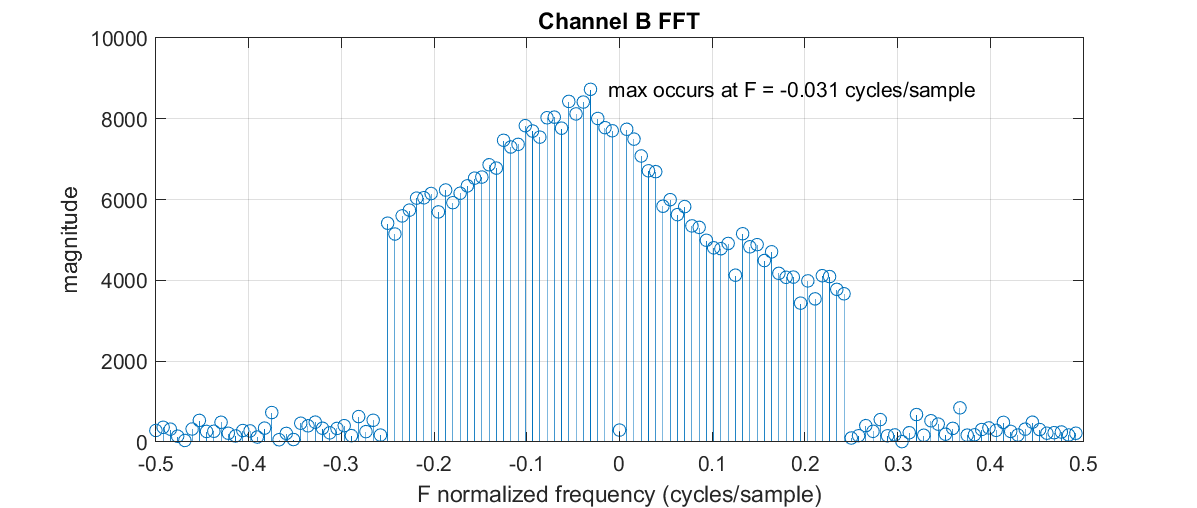 Channel B FFT
10000
max occurs at F = -0.031 cycles/sample
8000
6000
magnitude
4000
2000
0
-0.5 -0.4 -0.3 -0.2 -0.1 0 0.1 0.2 0.3 0.4 0.5
F normalized frequency (cycles/sample)